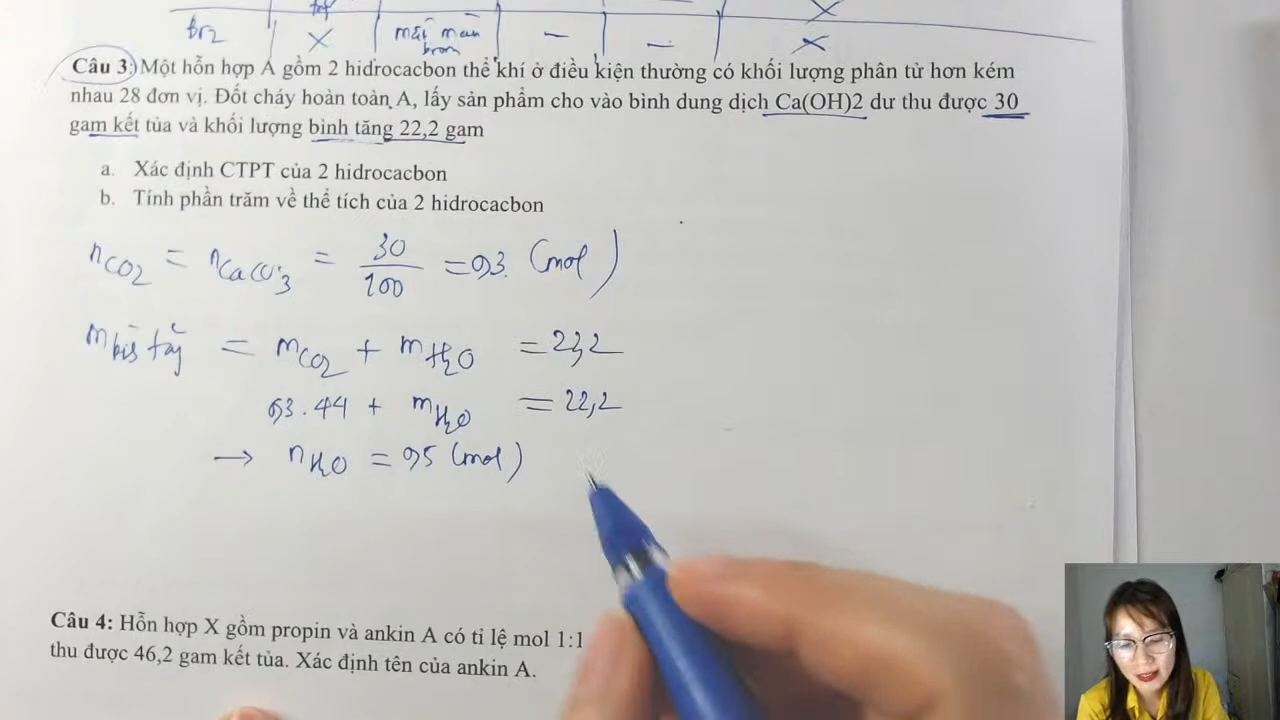 br2 X mất màu brom — — X
Câu 3: Một hỗn hợp A gồm 2 hidrocacbon thể khí ở điều kiện thường có khối lượng phân tử hơn kém
nhau 28 đơn vị. Đốt cháy hoàn toàn A, lấy sản phẩm cho vào bình dung dịch Ca(OH)2 dư thu được 30
gam kết tủa và khối lượng bình tăng 22,2 gam
a. Xác định CTPT của 2 hidrocacbon
b. Tính phần trăm về thể tích của 2 hidrocacbon
nCO2 = nCaCO3 = 30/100 = 0,3 (mol)
m bình tăng = mCO2 + mH2O = 22,2
0,3.44 + mH2O = 22,2
→ nH2O = 0,5 (mol)
Câu 4: Hỗn hợp X gồm propin và ankin A có tỉ lệ mol 1:1
thu được 46,2 gam kết tủa. Xác định tên của ankin A.